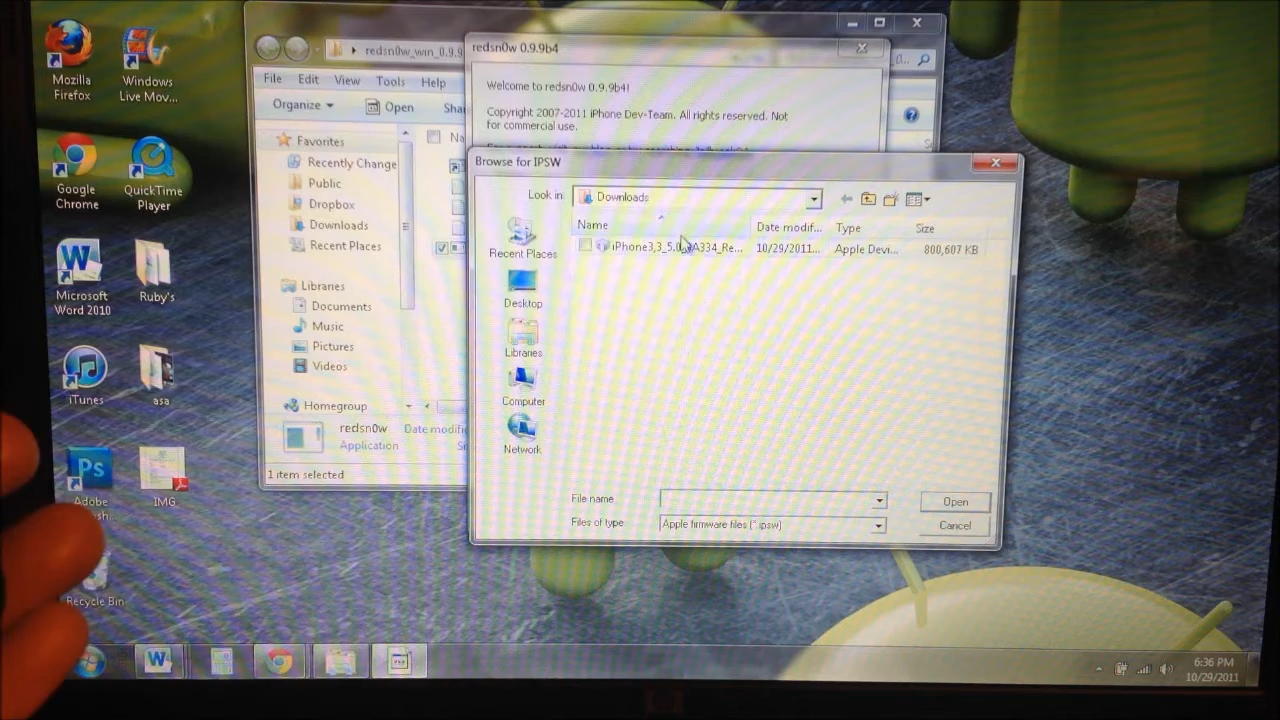 Mozilla
Firefox
Windows
Live Mov...
Google
Chrome
QuickTime
Player
Microsoft
Word 2010
Ruby's
iTunes
asa
Ps
Adobe
IMG
Recycle Bin
redsn0w_win_0.9.9
File Edit View Tools Help
Organize Open Shar
Favorites
Recently Change
Public
Dropbox
Downloads
Recent Places
Libraries
Documents
Music
Pictures
Videos
Homegroup
Na
redsn0w Date modifi
Application
1 item selected
redsn0w 0.9.9b4
Welcome to redsn0w 0.9.9b4!
Copyright 2007-2011 iPhone Dev-Team. All rights reserved. Not
for commercial use.
Browse for IPSW
Look in: Downloads
Name Date modif... Type Size
10/29/2011... Apple Devi... 800,607 KB
Recent Places
Desktop
Libraries
Computer
Network
File name Open
Files of type Apple firmware files (*.ipsw) Cancel
W
6:36 PM
10/29/2011